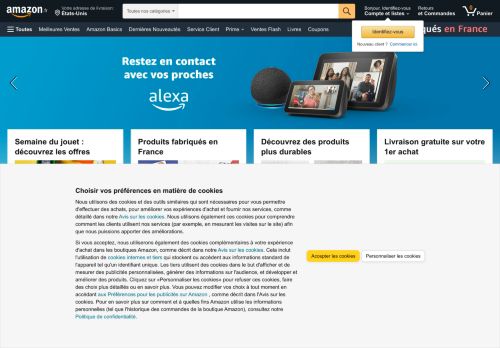 amazon.fr
Votre adresse de livraison:
États-Unis
Toutes nos catégories
Bonjour, Identifiez-vous
Compte et listes
Retours
et Commandes
0
Panier
Toutes
Meilleures Ventes
Amazon Basics
Dernières Nouveautés
Service Client
Prime
Ventes Flash
Livres
Coupons
en France
Identifiez-vous
Nouveau client ? Commencez ici.
Restez en contact
avec vos proches
alexa
Semaine du jouet :
découvrez les offres
Produits fabriqués en
France
Découvrez des produits
plus durables
Livraison gratuite sur votre
1er achat
Choisir vos préférences en matière de cookies
Nous utilisons des cookies et des outils similaires qui sont nécessaires pour vous permettre
d'effectuer des achats, pour améliorer vos expériences d'achat et fournir nos services, comme
détaillé dans notre Avis sur les cookies. Nous utilisons également ces cookies pour comprendre
comment les clients utilisent nos services (par exemple, en mesurant les visites sur le site) afin
que nous puissions apporter des améliorations.
Si vous acceptez, nous utiliserons également des cookies complémentaires à votre expérience
d'achat dans les boutiques Amazon, comme décrit dans notre Avis sur les cookies. Cela inclut
l'utilisation de cookies internes et tiers qui stockent ou accèdent aux informations standard de
l'appareil tel qu'un identifiant unique. Les tiers utilisent des cookies dans le but d'afficher et de
mesurer des publicités personnalisées, générer des informations sur l'audience, et développer et
améliorer des produits. Cliquez sur «Personnaliser les cookies» pour refuser ces cookies, faire
des choix plus détaillés ou en savoir plus. Vous pouvez modifier vos choix à tout moment en
accédant aux Préférences pour les publicités sur Amazon , comme décrit dans l'Avis sur les
cookies. Pour en savoir plus sur comment et à quelles fins Amazon utilise les informations
personnelles (tel que l'historique des commandes de la boutique Amazon), consultez notre
Politique de confidentialité.
Accepter les cookies
Personnaliser les cookies